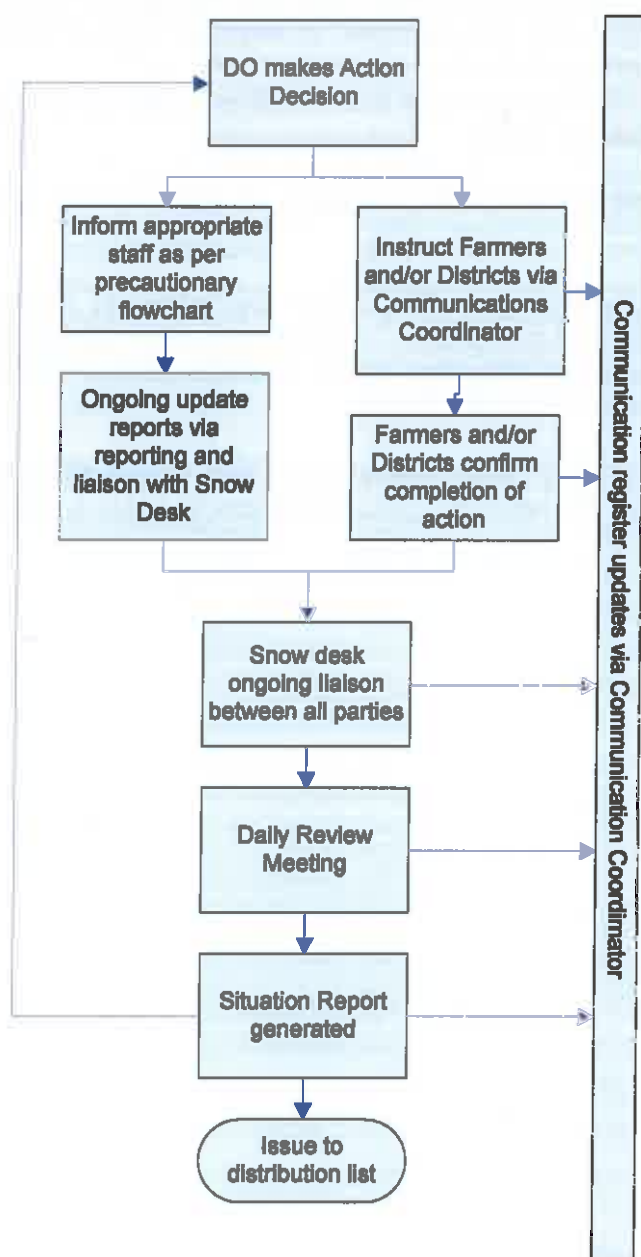 DO makes Action
Decision
Inform appropriate
staff as per
precautionary
flowchart
Instruct Farmers
and/or Districts via
Communications
Coordinator
Ongoing update
reports via
reporting and
liaison with Snow
Desk
Farmers and/or
Districts confirm
completion of
action
Snow desk
ongoing liaison
between all parties
Daily Review
Meeting
Situation Report
generated
Issue to
distribution list
Communication register updates via Communication Coordimator